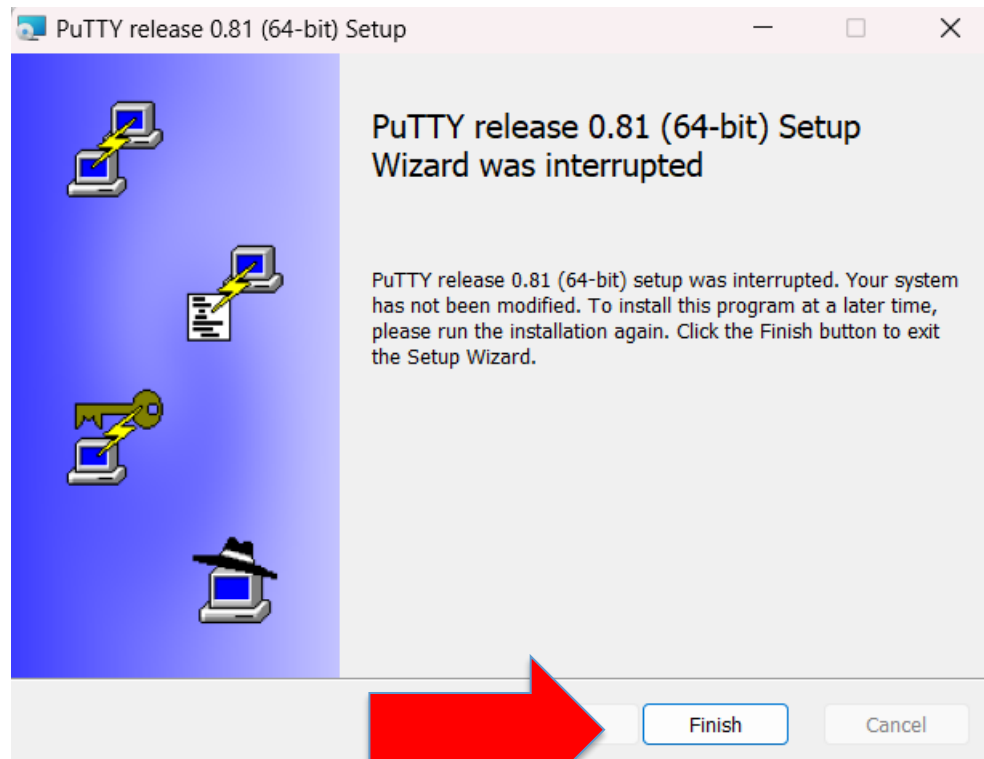 PuTTY release 0.81 (64-bit) Setup
PuTTY release 0.81 (64-bit) Setup
Wizard was interrupted
PuTTY release 0.81 (64-bit) setup was interrupted. Your system
has not been modified. To install this program at a later time,
please run the installation again. Click the Finish button to exit
the Setup Wizard.
Finish
Cancel